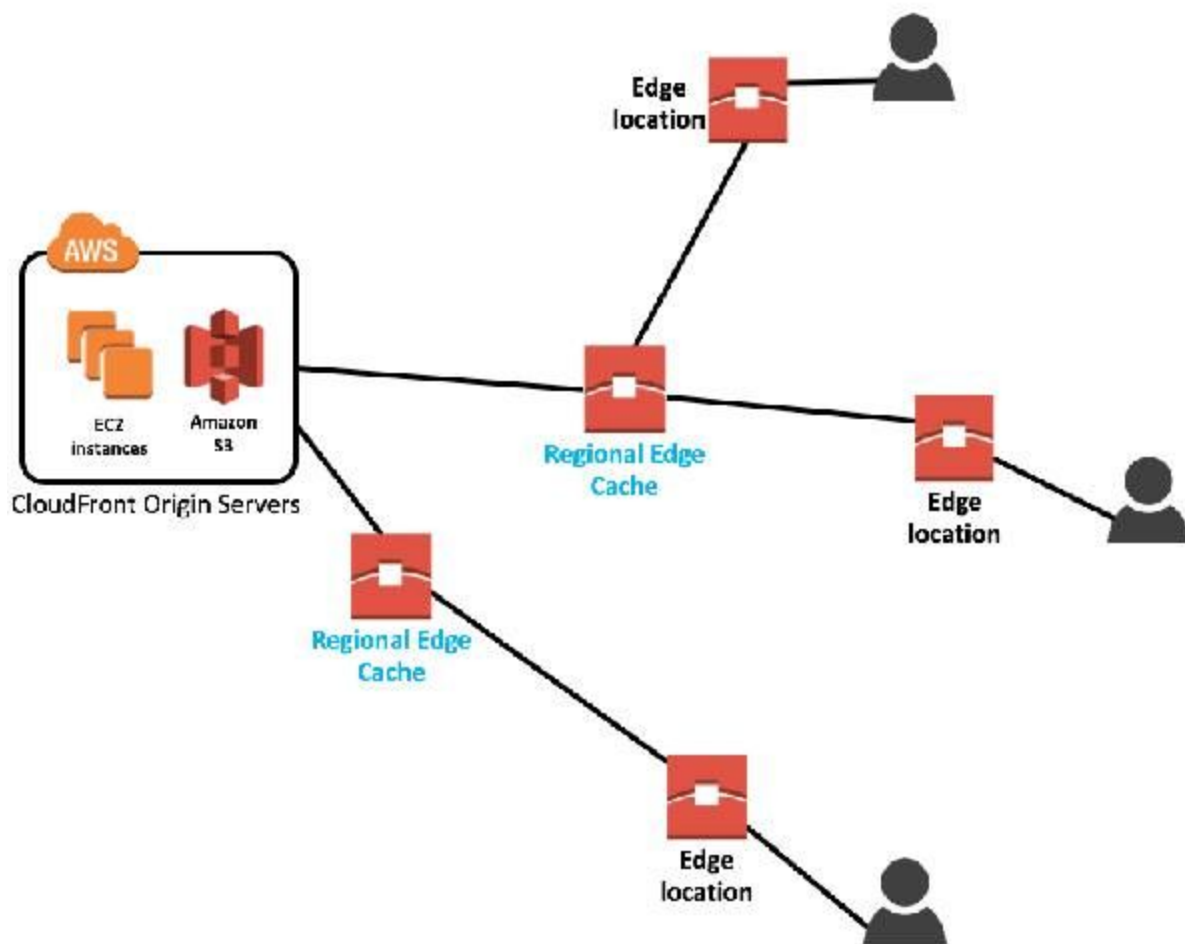 Edge
location
AWS
EC2
instances
Amazon
S3
CloudFront Origin Servers
Regional Edge
Cache
Edge
location
Regional Edge
Cache
Edge
location